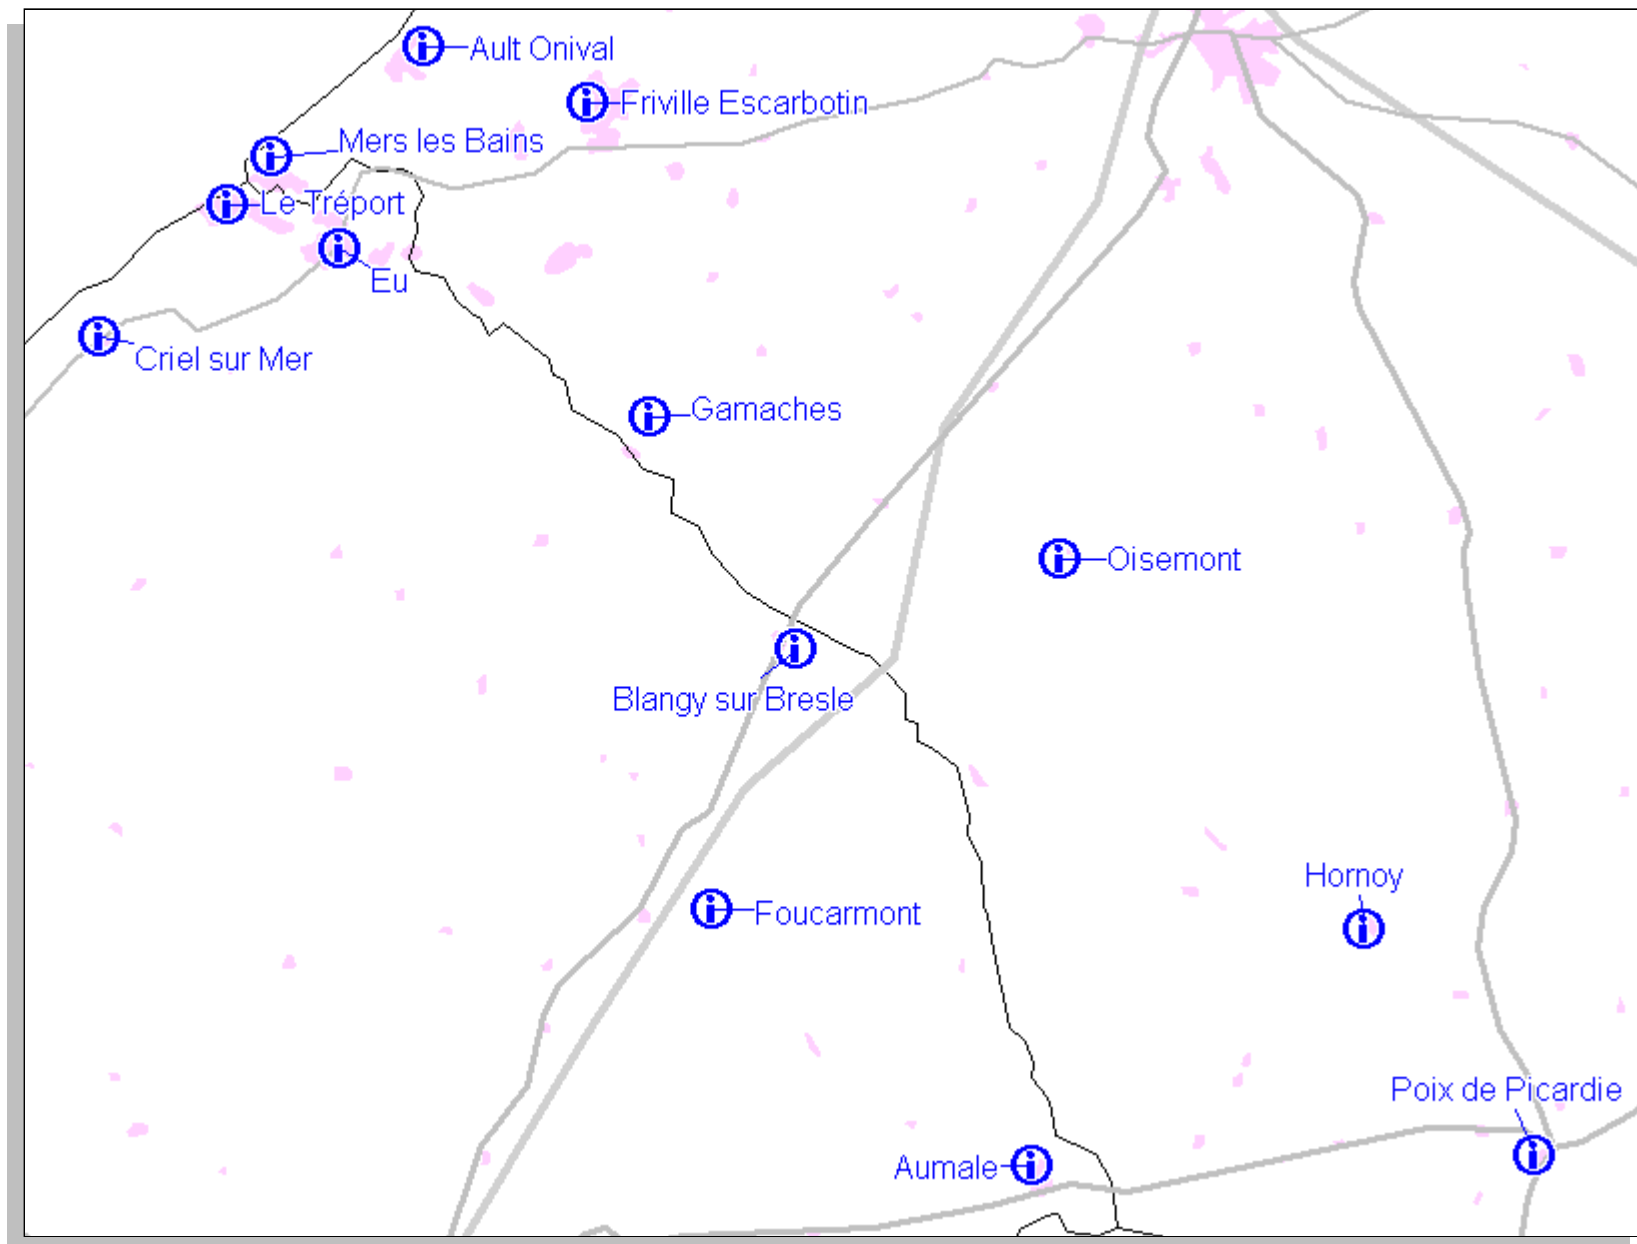 Ault Onival
Friville Escarbotin
Mers les Bains
Le Tréport
Eu
Criel sur Mer
Gamaches
Oisemont
Blangy sur Bresle
Hornoy
Foucarmont
Poix de Picardie
Aumale